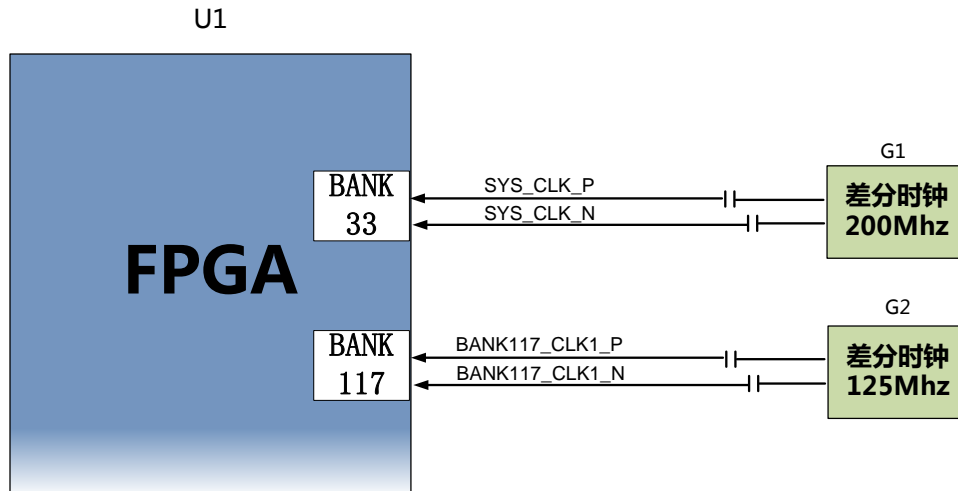 U1
FPGA
BANK
33
SYS_CLK_P
SYS_CLK_N
G1
差分时钟
200Mhz
BANK
117
BANK117_CLK1_P
BANK117_CLK1_N
G2
差分时钟
125Mhz